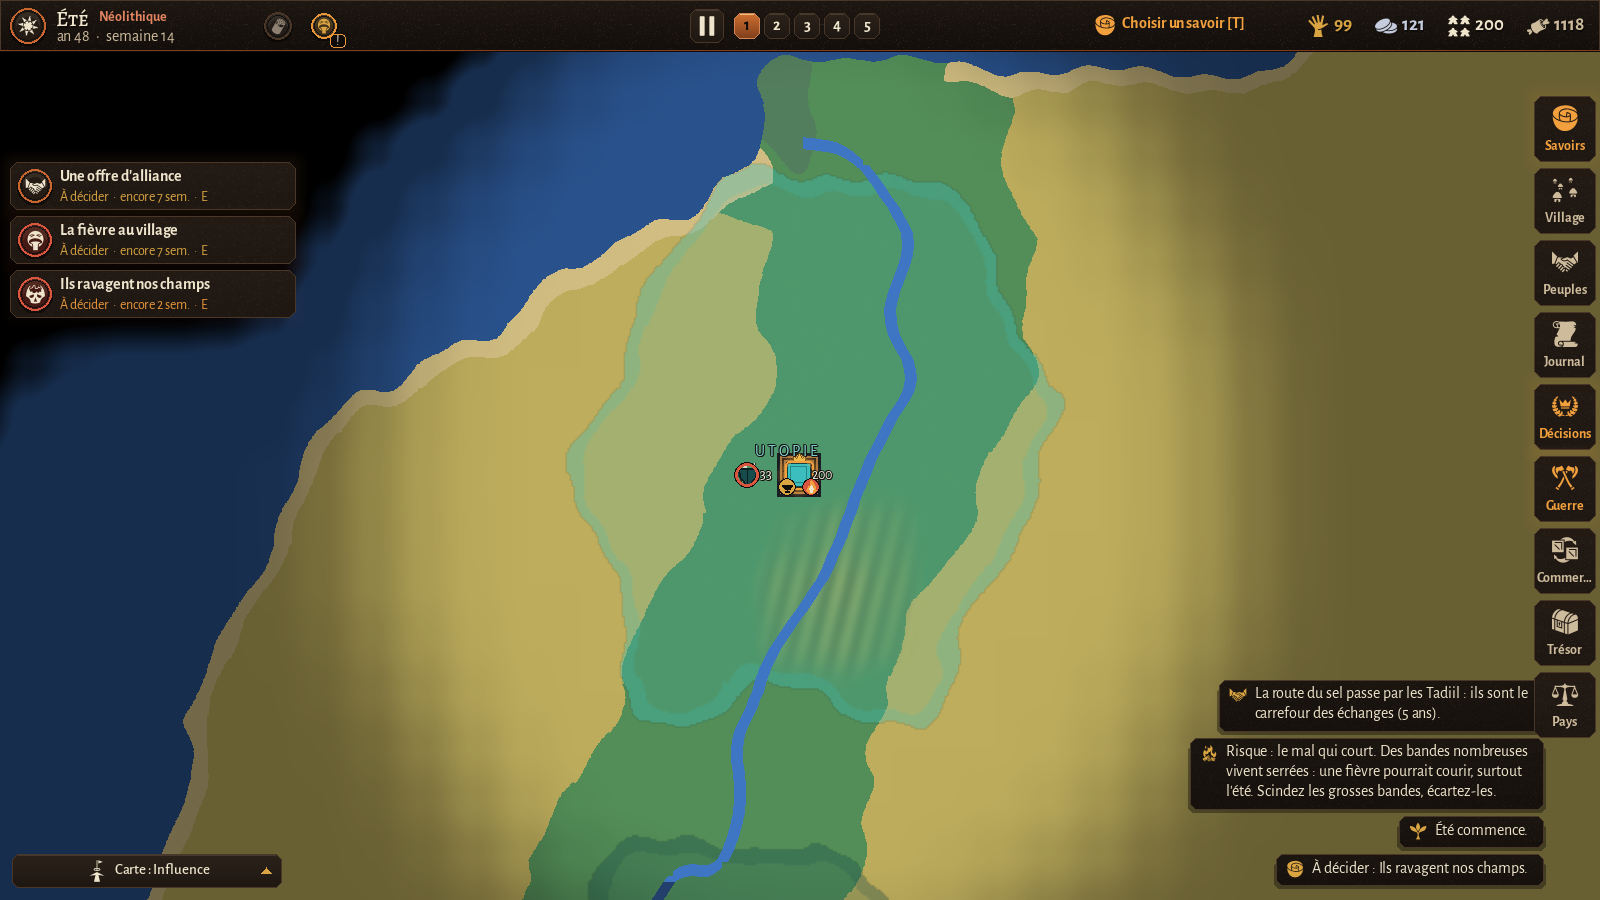 ÉTÉ Néolithique
an 48 · semaine 14
1 2 3 4 5
Choisir un savoir [T]
99 121 200 1118
Une offre d'alliance
À décider · encore 7 sem. · E
La fièvre au village
À décider · encore 7 sem. · E
Ils ravagent nos champs
À décider · encore 2 sem. · E
UTOPIE
33 200
Savoirs
Village
Peuples
Journal
Décisions
Guerre
Commer...
Trésor
Pays
La route du sel passe par les Tadiil : ils sont le
carrefour des échanges (5 ans).
Risque : le mal qui court. Des bandes nombreuses
vivent serrées : une fièvre pourrait courir, surtout
l'été. Scindez les grosses bandes, écartez-les.
Été commence.
À décider : Ils ravagent nos champs.
Carte : Influence